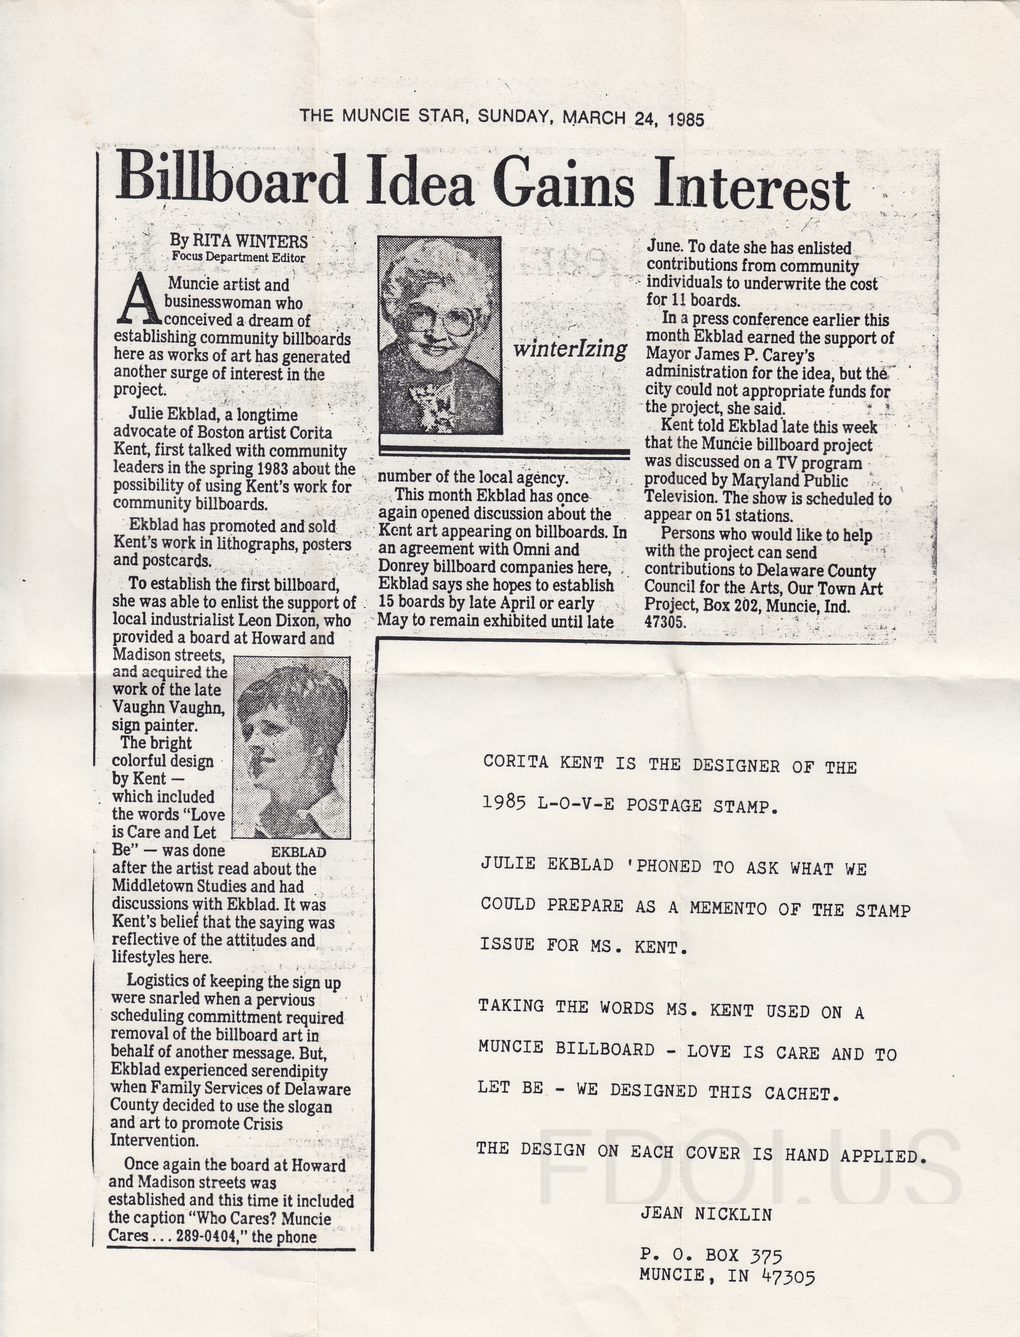 THE MUNCIE STAR, SUNDAY, MARCH 24, 1985
Billboard Idea Gains Interest
By RITA WINTERS
Focus Department Editor
A Muncie artist and
businesswoman who
conceived a dream of
establishing community billboards
here as works of art has generated
another surge of interest in the
project.
Julie Ekblad, a longtime
advocate of Boston artist Corita
Kent, first talked with community
leaders in the spring 1983 about the
possibility of using Kent's work for
community billboards.
Ekblad has promoted and sold
Kent's work in lithographs, posters
and postcards.
To establish the first billboard,
she was able to enlist the support of
local industrialist Leon Dixon, who
provided a board at Howard and
Madison streets,
and acquired the
work of the late
Vaughn Vaughn,
sign painter.
The bright
colorful design
by Kent —
which included
the words "Love
is Care and Let
Be" — was done
EKBLAD
after the artist read about the
Middletown Studies and had
discussions with Ekblad. It was
Kent's belief that the saying was
reflective of the attitudes and
lifestyles here.
Logistics of keeping the sign up
were snarled when a pervious
scheduling committment required
removal of the billboard art in
behalf of another message. But,
Ekblad experienced serendipity
when Family Services of Delaware
County decided to use the slogan
and art to promote Crisis
Intervention.
Once again the board at Howard
and Madison streets was
established and this time it included
the caption "Who Cares? Muncie
Cares . . . 289-0404," the phone
winterIzing
number of the local agency.
This month Ekblad has once
again opened discussion about the
Kent art appearing on billboards. In
an agreement with Omni and
Donrey billboard companies here,
Ekblad says she hopes to establish
15 boards by late April or early
May to remain exhibited until late
June. To date she has enlisted
contributions from community
individuals to underwrite the cost
for 11 boards.
In a press conference earlier this
month Ekblad earned the support of
Mayor James P. Carey's
administration for the idea, but the
city could not appropriate funds for
the project, she said.
Kent told Ekblad late this week
that the Muncie billboard project
was discussed on a TV program
produced by Maryland Public
Television. The show is scheduled to
appear on 51 stations.
Persons who would like to help
with the project can send
contributions to Delaware County
Council for the Arts, Our Town Art
Project, Box 202, Muncie, Ind.
47305.
CORITA KENT IS THE DESIGNER OF THE
1985 L-O-V-E POSTAGE STAMP.
JULIE EKBLAD 'PHONED TO ASK WHAT WE
COULD PREPARE AS A MEMENTO OF THE STAMP
ISSUE FOR MS. KENT.
TAKING THE WORDS MS. KENT USED ON A
MUNCIE BILLBOARD - LOVE IS CARE AND TO
LET BE - WE DESIGNED THIS CACHET.
THE DESIGN ON EACH COVER IS HAND APPLIED.
FDOI.US
JEAN NICKLIN
P. O. BOX 375
MUNCIE, IN 47305